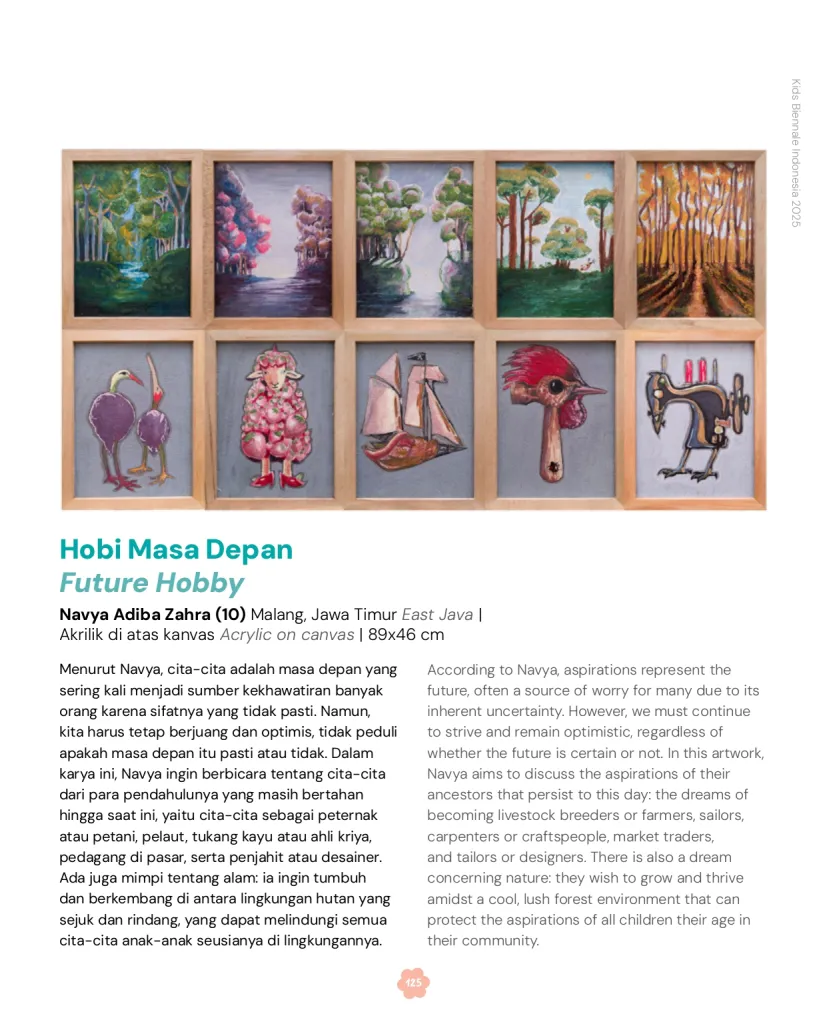 Kids Biennale Indonesia 2025
Hobi Masa Depan
Future Hobby
Navya Adiba Zahra (10) Malang, Jawa Timur East Java |
Akrilik di atas kanvas Acrylic on canvas | 89x46 cm
Menurut Navya, cita-cita adalah masa depan yang
sering kali menjadi sumber kekhawatiran banyak
orang karena sifatnya yang tidak pasti. Namun,
kita harus tetap berjuang dan optimis, tidak peduli
apakah masa depan itu pasti atau tidak. Dalam
karya ini, Navya ingin berbicara tentang cita-cita
dari para pendahulunya yang masih bertahan
hingga saat ini, yaitu cita-cita sebagai peternak
atau petani, pelaut, tukang kayu atau ahli kriya,
pedagang di pasar, serta penjahit atau desainer.
Ada juga mimpi tentang alam: ia ingin tumbuh
dan berkembang di antara lingkungan hutan yang
sejuk dan rindang, yang dapat melindungi semua
cita-cita anak-anak seusianya di lingkungannya.
According to Navya, aspirations represent the
future, often a source of worry for many due to its
inherent uncertainty. However, we must continue
to strive and remain optimistic, regardless of
whether the future is certain or not. In this artwork,
Navya aims to discuss the aspirations of their
ancestors that persist to this day: the dreams of
becoming livestock breeders or farmers, sailors,
carpenters or craftspeople, market traders,
and tailors or designers. There is also a dream
concerning nature: they wish to grow and thrive
amidst a cool, lush forest environment that can
protect the aspirations of all children their age in
their community.
125